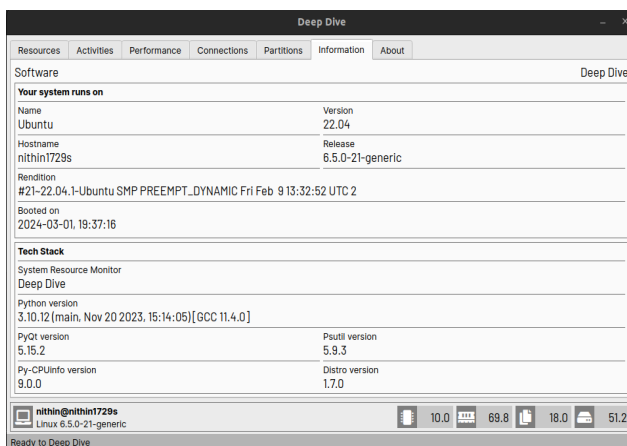 Deep Dive
Resources Activities Performance Connections Partitions Information About
Software Deep Dive
Your system runs on
Name Version
Ubuntu 22.04
Hostname Release
nithin1729s 6.5.0-21-generic
Rendition
#21~22.04.1-Ubuntu SMP PREEMPT_DYNAMIC Fri Feb 9 13:32:52 UTC 2
Booted on
2024-03-01, 19:37:16
Tech Stack
System Resource Monitor
Deep Dive
Python version
3.10.12 (main, Nov 20 2023, 15:14:05) [GCC 11.4.0]
PyQt version Psutil version
5.15.2 5.9.3
Py-CPUinfo version Distro version
9.0.0 1.7.0
nithin@nithin1729s
Linux 6.5.0-21-generic 10.0 69.8 18.0 51.2
Ready to Deep Dive